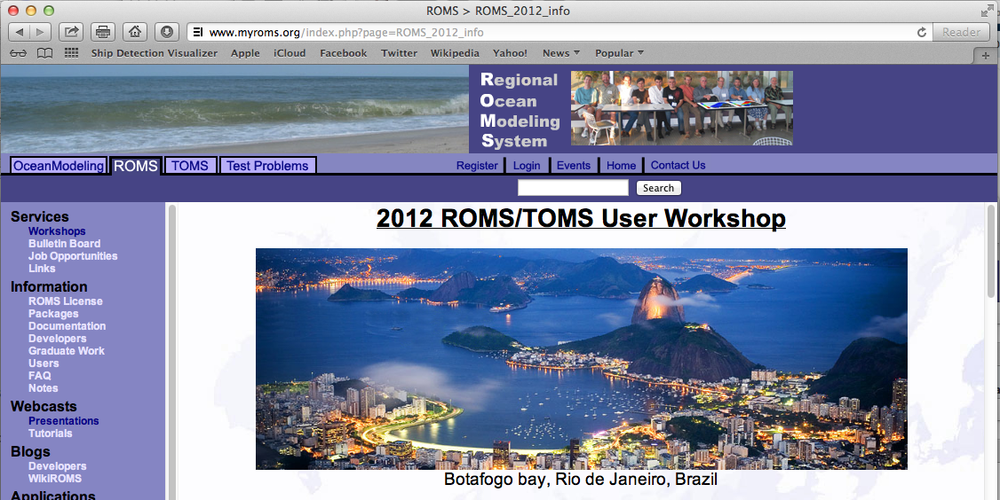 ROMS > ROMS_2012_info
www.myroms.org/index.php?page=ROMS_2012_info
Reader
Ship Detection Visualizer Apple iCloud Facebook Twitter Wikipedia Yahoo! News Popular
Regional
Ocean
Modeling
System
OceanModeling ROMS TOMS Test Problems Register Login Events Home Contact Us
Search
Services
Workshops
Bulletin Board
Job Opportunities
Links
Information
ROMS License
Packages
Documentation
Developers
Graduate Work
Users
FAQ
Notes
Webcasts
Presentations
Tutorials
Blogs
Developers
WikiROMS
Applications
2012 ROMS/TOMS User Workshop
Botafogo bay, Rio de Janeiro, Brazil